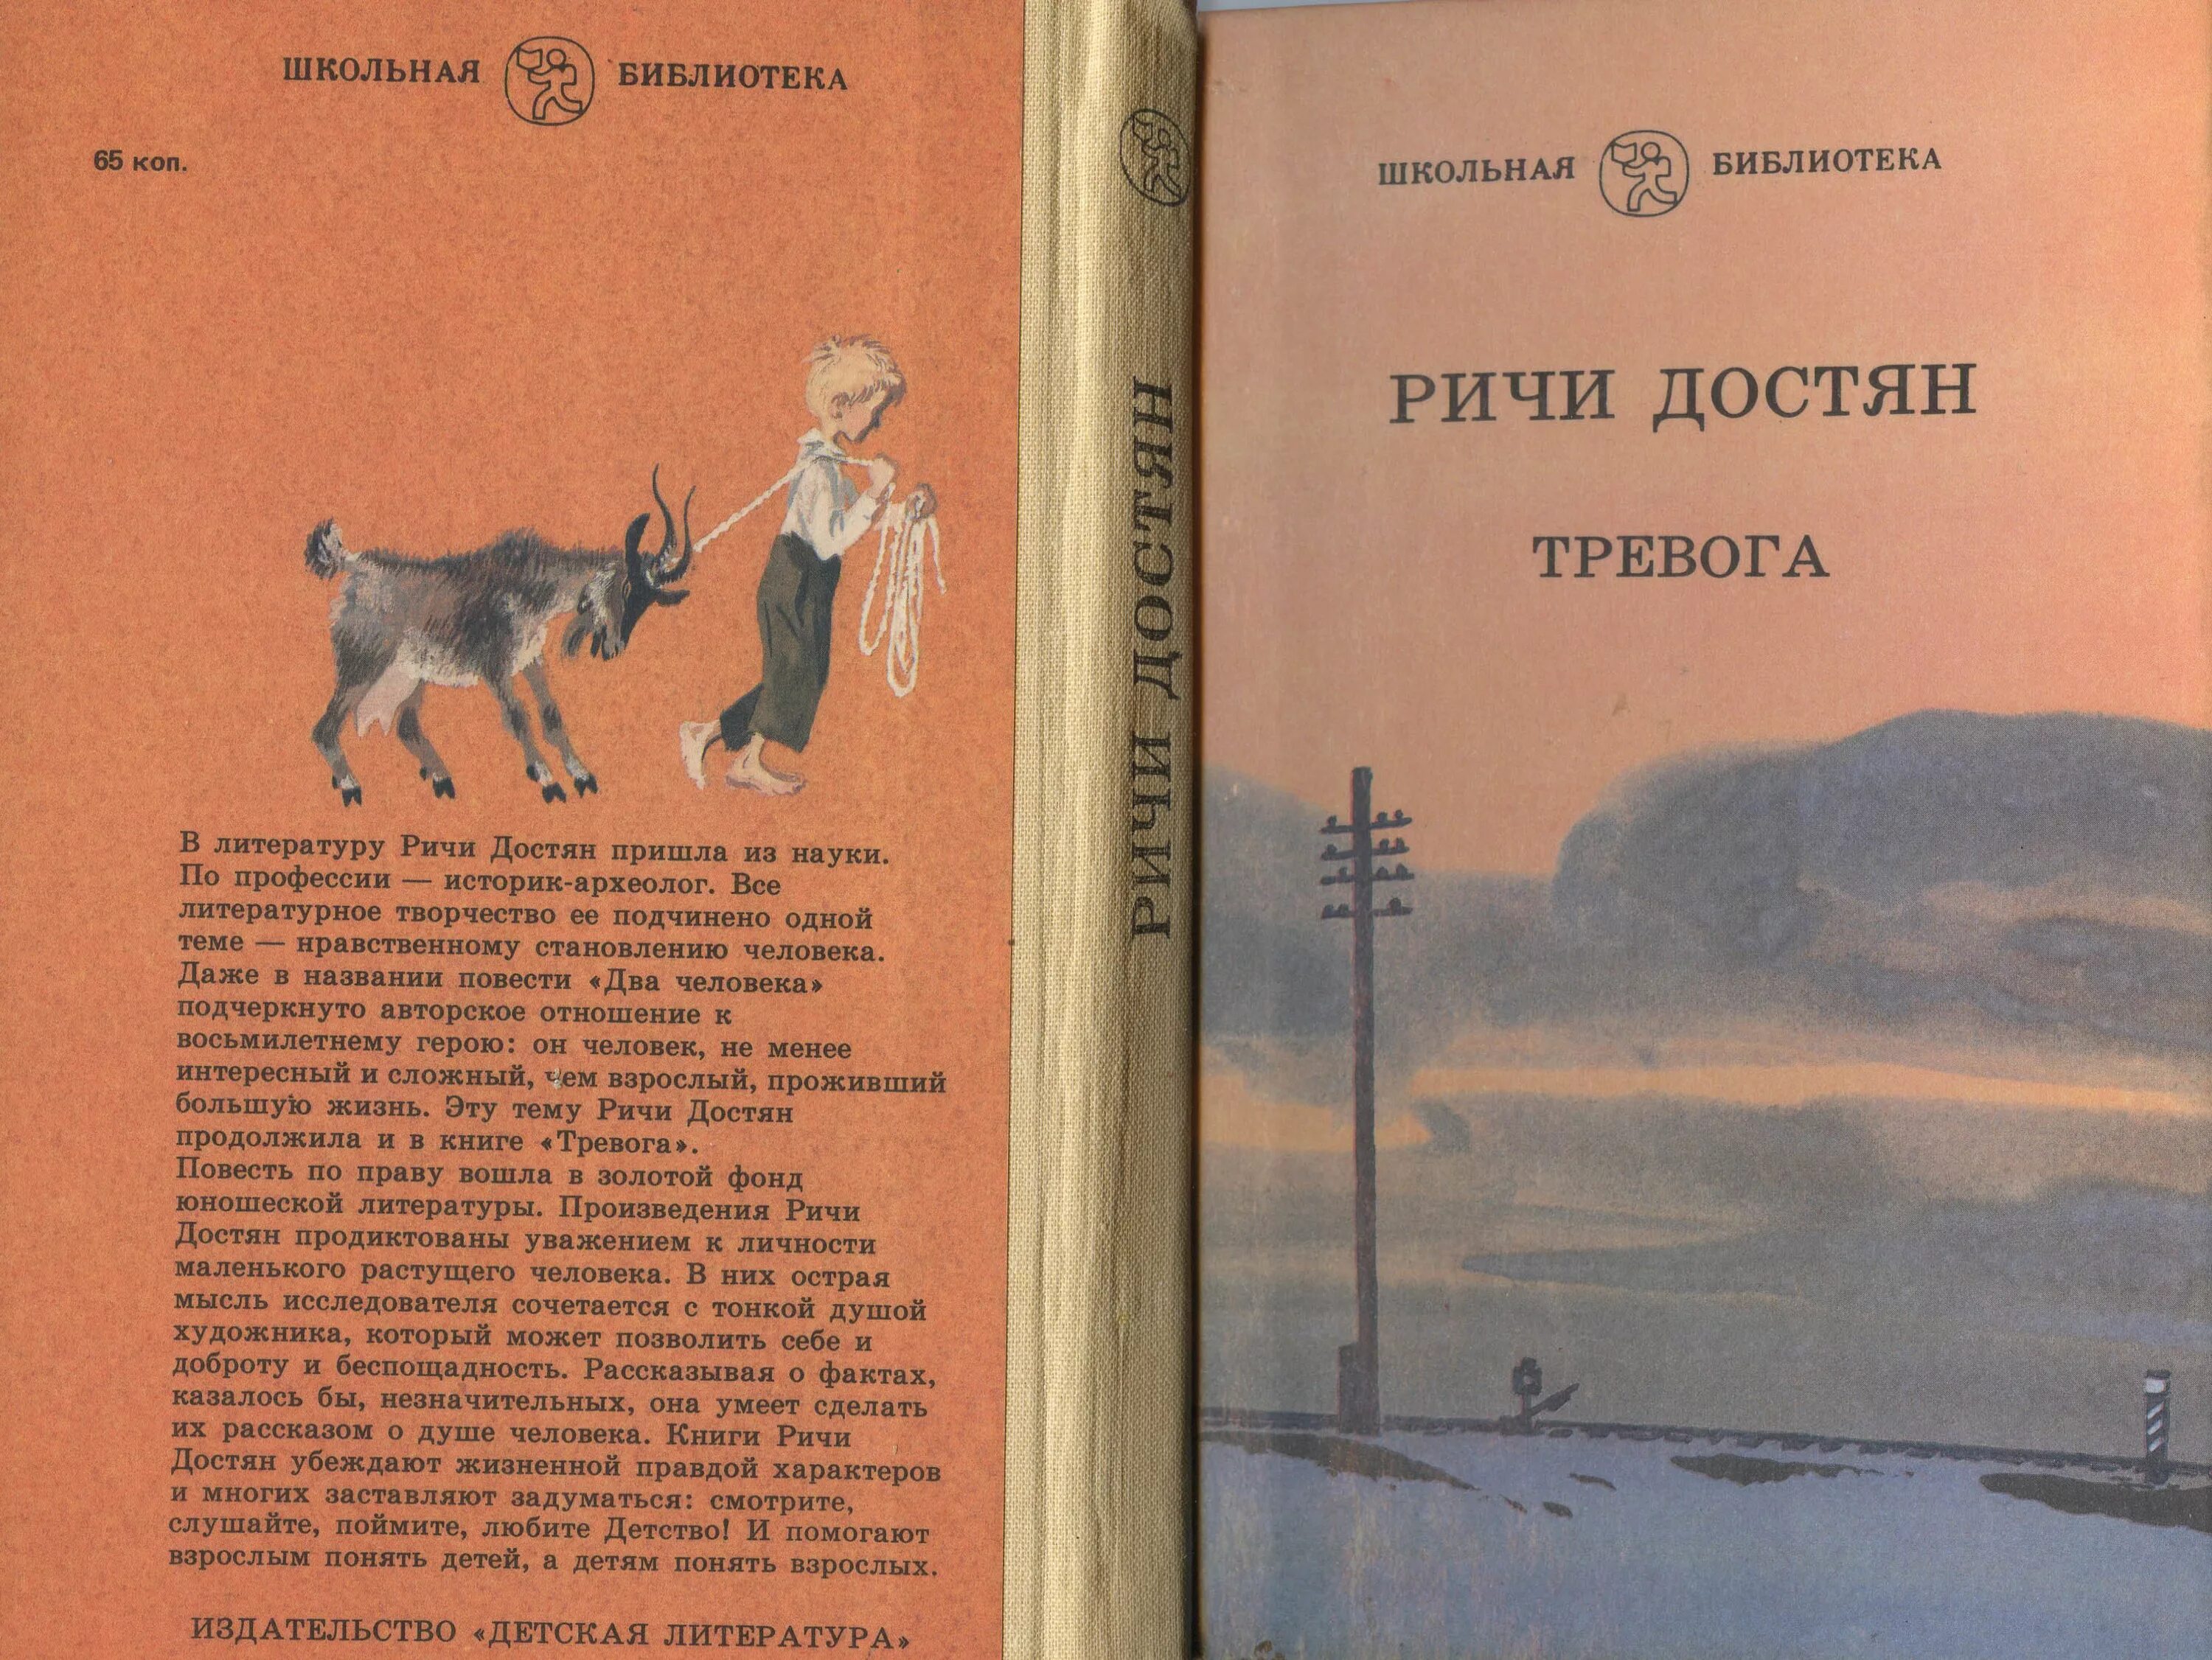 ШКОЛЬНАЯ БИБЛИОТЕКА
65 коп.
В литературу Ричи Достян пришла из науки.
По профессии — историк-археолог. Все
литературное творчество ее подчинено одной
теме — нравственному становлению человека.
Даже в названии повести «Два человека»
подчеркнуто авторское отношение к
восьмилетнему герою: он человек, не менее
интересный и сложный, чем взрослый, проживший
большую жизнь. Эту тему Ричи Достян
продолжила и в книге «Тревога».
Повесть по праву вошла в золотой фонд
юношеской литературы. Произведения Ричи
Достян продиктованы уважением к личности
маленького растущего человека. В них острая
мысль исследователя сочетается с тонкой душой
художника, который может позволить себе и
доброту и беспощадность. Рассказывая о фактах,
казалось бы, незначительных, она умеет сделать
их рассказом о душе человека. Книги Ричи
Достян убеждают жизненной правдой характеров
и многих заставляют задуматься: смотрите,
слушайте, поймите, любите Детство! И помогают
взрослым понять детей, а детям понять взрослых.
ИЗДАТЕЛЬСТВО «ДЕТСКАЯ ЛИТЕРАТУРА»
РИЧИ ДОСТЯН
ШКОЛЬНАЯ БИБЛИОТЕКА
РИЧИ ДОСТЯН
ТРЕВОГА